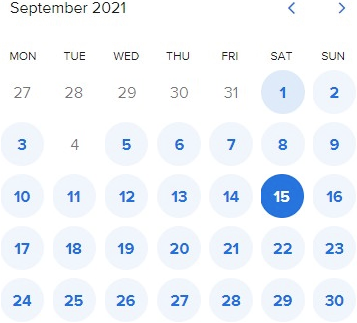 September 2021
MON TUE WED THU FRI SAT SUN
27 28 29 30 31 1 2
3 4 5 6 7 8 9
10 11 12 13 14 15 16
17 18 19 20 21 22 23
24 25 26 27 28 29 30